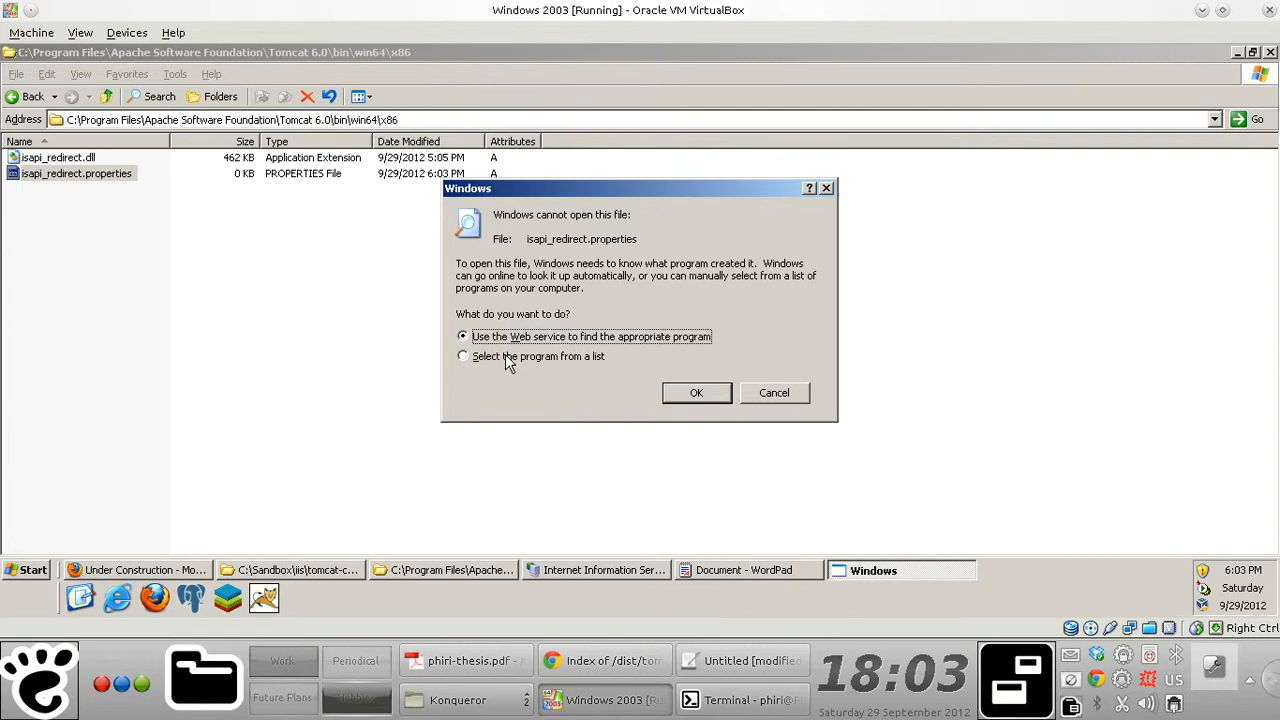 Windows 2003 [Running] - Oracle VM VirtualBox
Machine View Devices Help
C:\Program Files\Apache Software Foundation\Tomcat 6.0\bin\win64\x86
File Edit View Favorites Tools Help
Back Search Folders
Address C:\Program Files\Apache Software Foundation\Tomcat 6.0\bin\win64\x86 Go
Name Size Type Date Modified Attributes
isapi_redirect.dll 462 KB Application Extension 9/29/2012 5:05 PM A
isapi_redirect.properties 0 KB PROPERTIES File 9/29/2012 6:03 PM A
Windows
Windows cannot open this file:
File: isapi_redirect.properties
To open this file, Windows needs to know what program created it. Windows
can go online to look it up automatically, or you can manually select from a list of
programs on your computer.
What do you want to do?
Use the Web service to find the appropriate program
Select the program from a list
OK Cancel
Start Under Construction - Mo... C:\Sandbox\iis\tomcat-c... C:\Program Files\Apache... Internet Information Ser... Document - WordPad Windows 6:03 PM
Saturday
9/29/2012
Right Ctrl
Work Periodical phiri-thesis.pdf - Index of /dist/tom Untitled [modified 18:03
Future Plans Hobbies Konqueror 2 Windows 2003 [Ru Terminal - phiri@P US
Saturday 29 September 2012